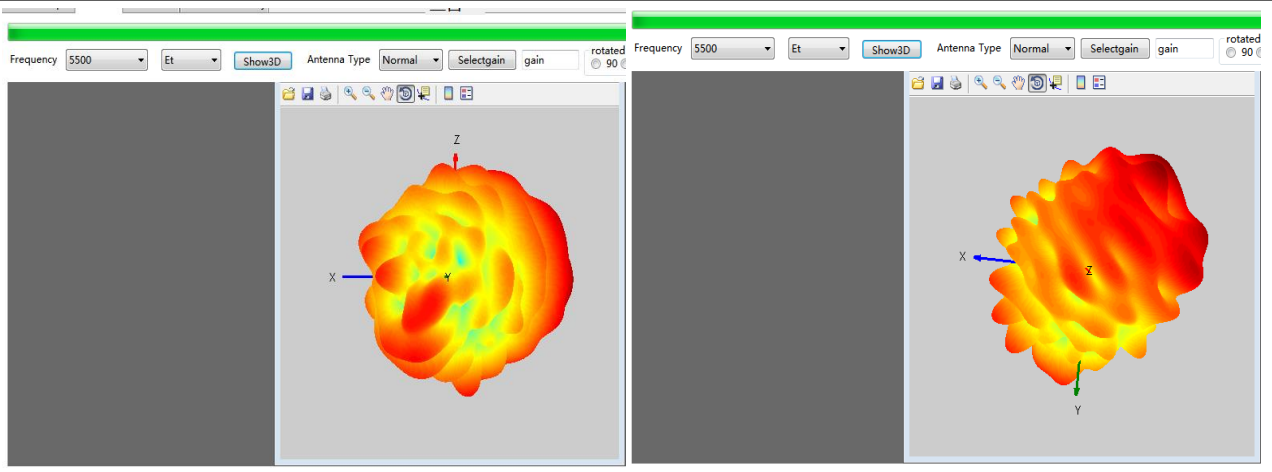 Frequency 5500 Et Show3D Antenna Type Normal Selectgain gain rotated
90
Z
X
Y
Frequency 5500 Et Show3D Antenna Type Normal Selectgain gain rotated
90
X
Z
Y